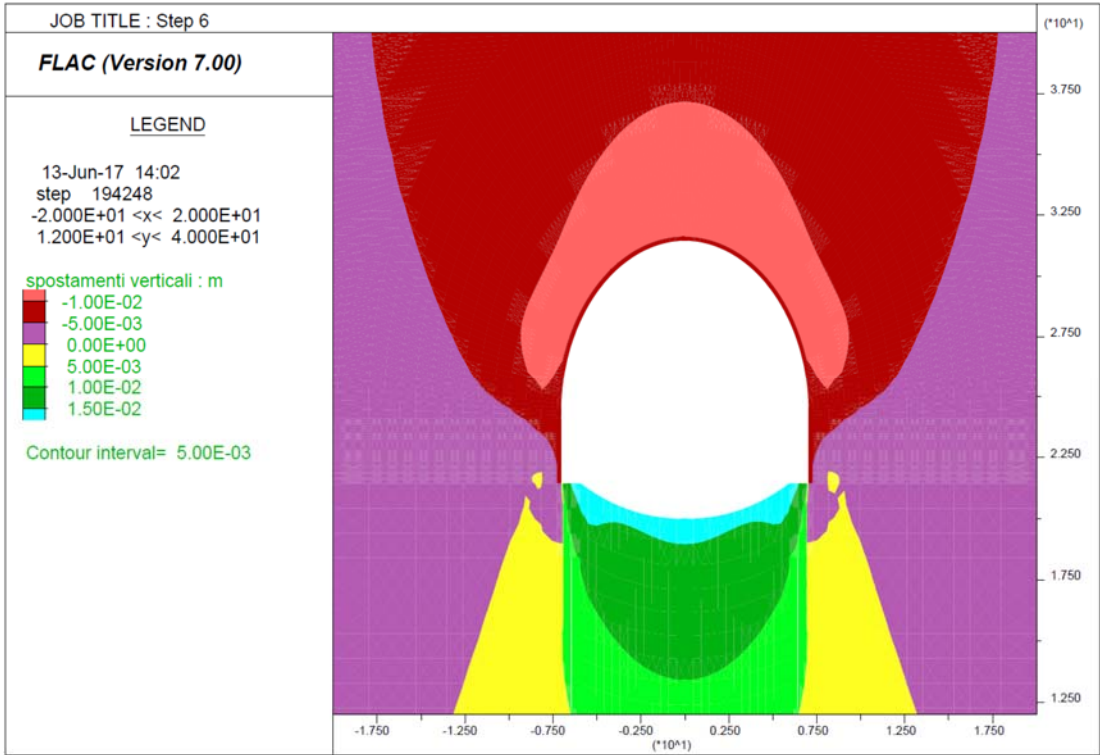 JOB TITLE : Step 6
(*10^1)
FLAC (Version 7.00)
LEGEND
13-Jun-17 14:02
step 194248
-2.000E+01 <x< 2.000E+01
1.200E+01 <y< 4.000E+01
spostamenti verticali : m
-1.00E-02
-5.00E-03
0.00E+00
5.00E-03
1.00E-02
1.50E-02
Contour interval= 5.00E-03
3.750
3.250
2.750
2.250
1.750
1.250
-1.750 -1.250 -0.750 -0.250 0.250 0.750 1.250 1.750
(*10^1)